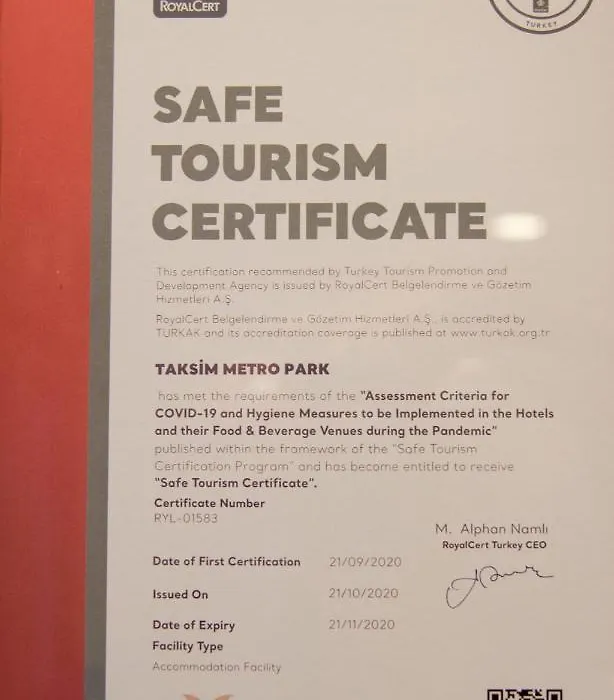 ROYALCERT
TURKEY
SAFE
TOURISM
CERTIFICATE
This certification recommended by Turkey Tourism Promotion and
Development Agency is issued by RoyalCert Belgelendirme ve Gözetim
Hizmetleri A.Ş.
RoyalCert Belgelendirme ve Gözetim Hizmetleri A.Ş., is accredited by
TURKAK and its accreditation coverage is published at www.turkak.org.tr
TAKSİM METRO PARK
has met the requirements of the "Assessment Criteria for
COVID-19 and Hygiene Measures to be Implemented in the Hotels
and their Food & Beverage Venues during the Pandemic"
published within the framework of the "Safe Tourism
Certification Program" and has become entitled to receive
"Safe Tourism Certificate".
Certificate Number
RYL-01583
M. Alphan Namlı
RoyalCert Turkey CEO
Date of First Certification 21/09/2020
Issued On 21/10/2020
Date of Expiry 21/11/2020
Facility Type
Accommodation Facility